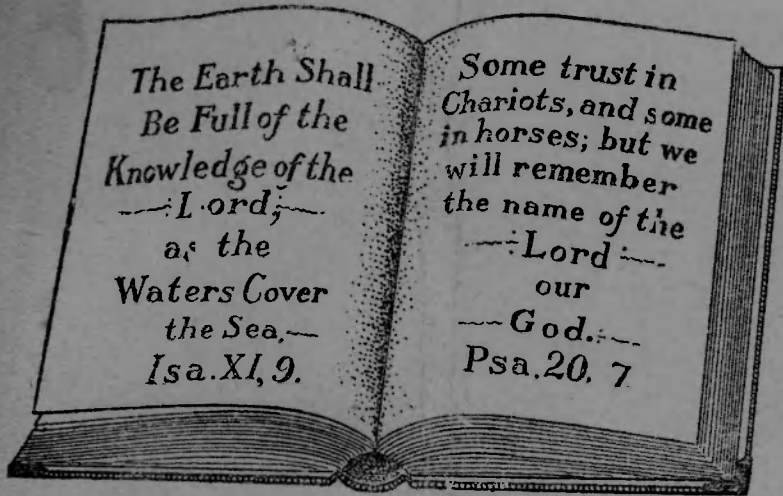 The Earth Shall
Be Full of the
Knowledge of the
Lord,
as the
Waters Cover
the Sea.
Isa. XI, 9.
Some trust in
Chariots, and some
in horses; but we
will remember
the name of the
Lord
our
God.
Psa. 20. 7